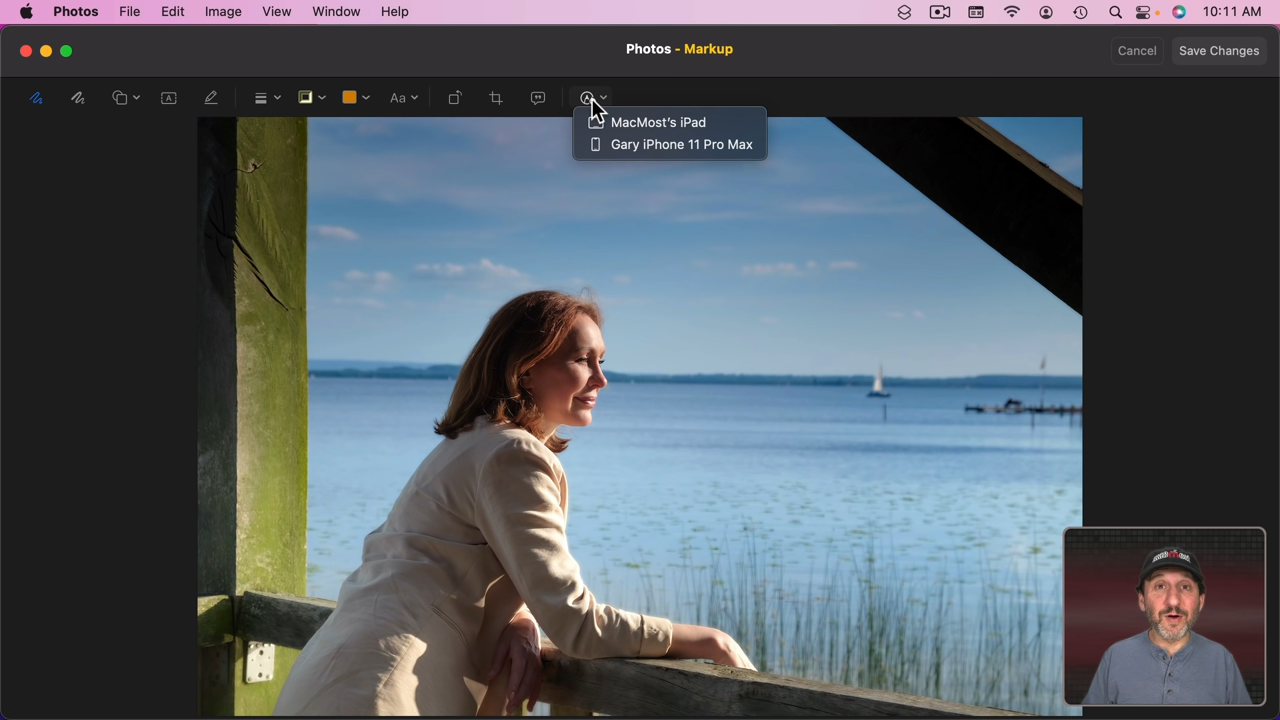 Photos File Edit Image View Window Help 10:11 AM
Photos - Markup
Cancel Save Changes
A Aa A
MacMost's iPad
Gary iPhone 11 Pro Max